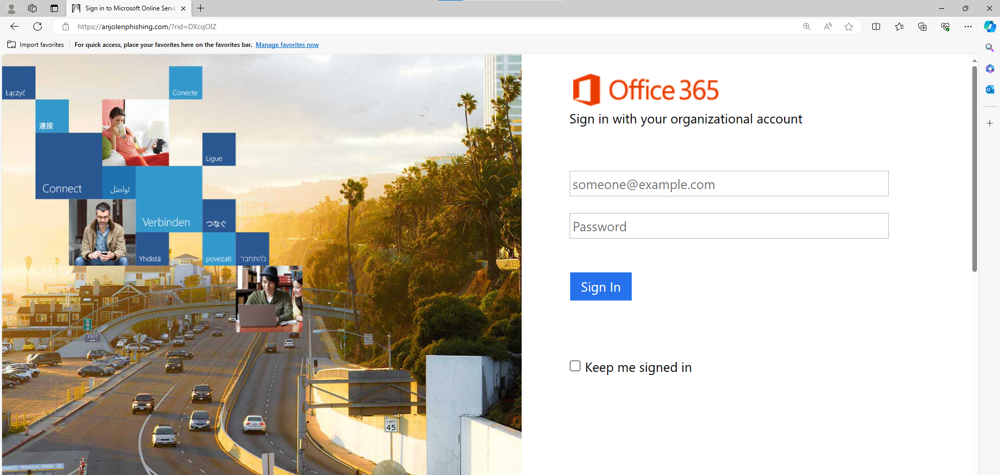 Sign in to Microsoft Online Servi
https://anjolenphishing.com/?rid=DXcqOIZ
Import favorites
For quick access, place your favorites here on the favorites bar. Manage favorites now
Łączyć
Conecte
連接
Ligue
Connect
تواصَل
Verbinden
つなぐ
Yhdistä
povezati
להתחבר
EXIT
SPEED
LIMIT
45
Office 365
Sign in with your organizational account
someone@example.com
Password
Sign In
Keep me signed in